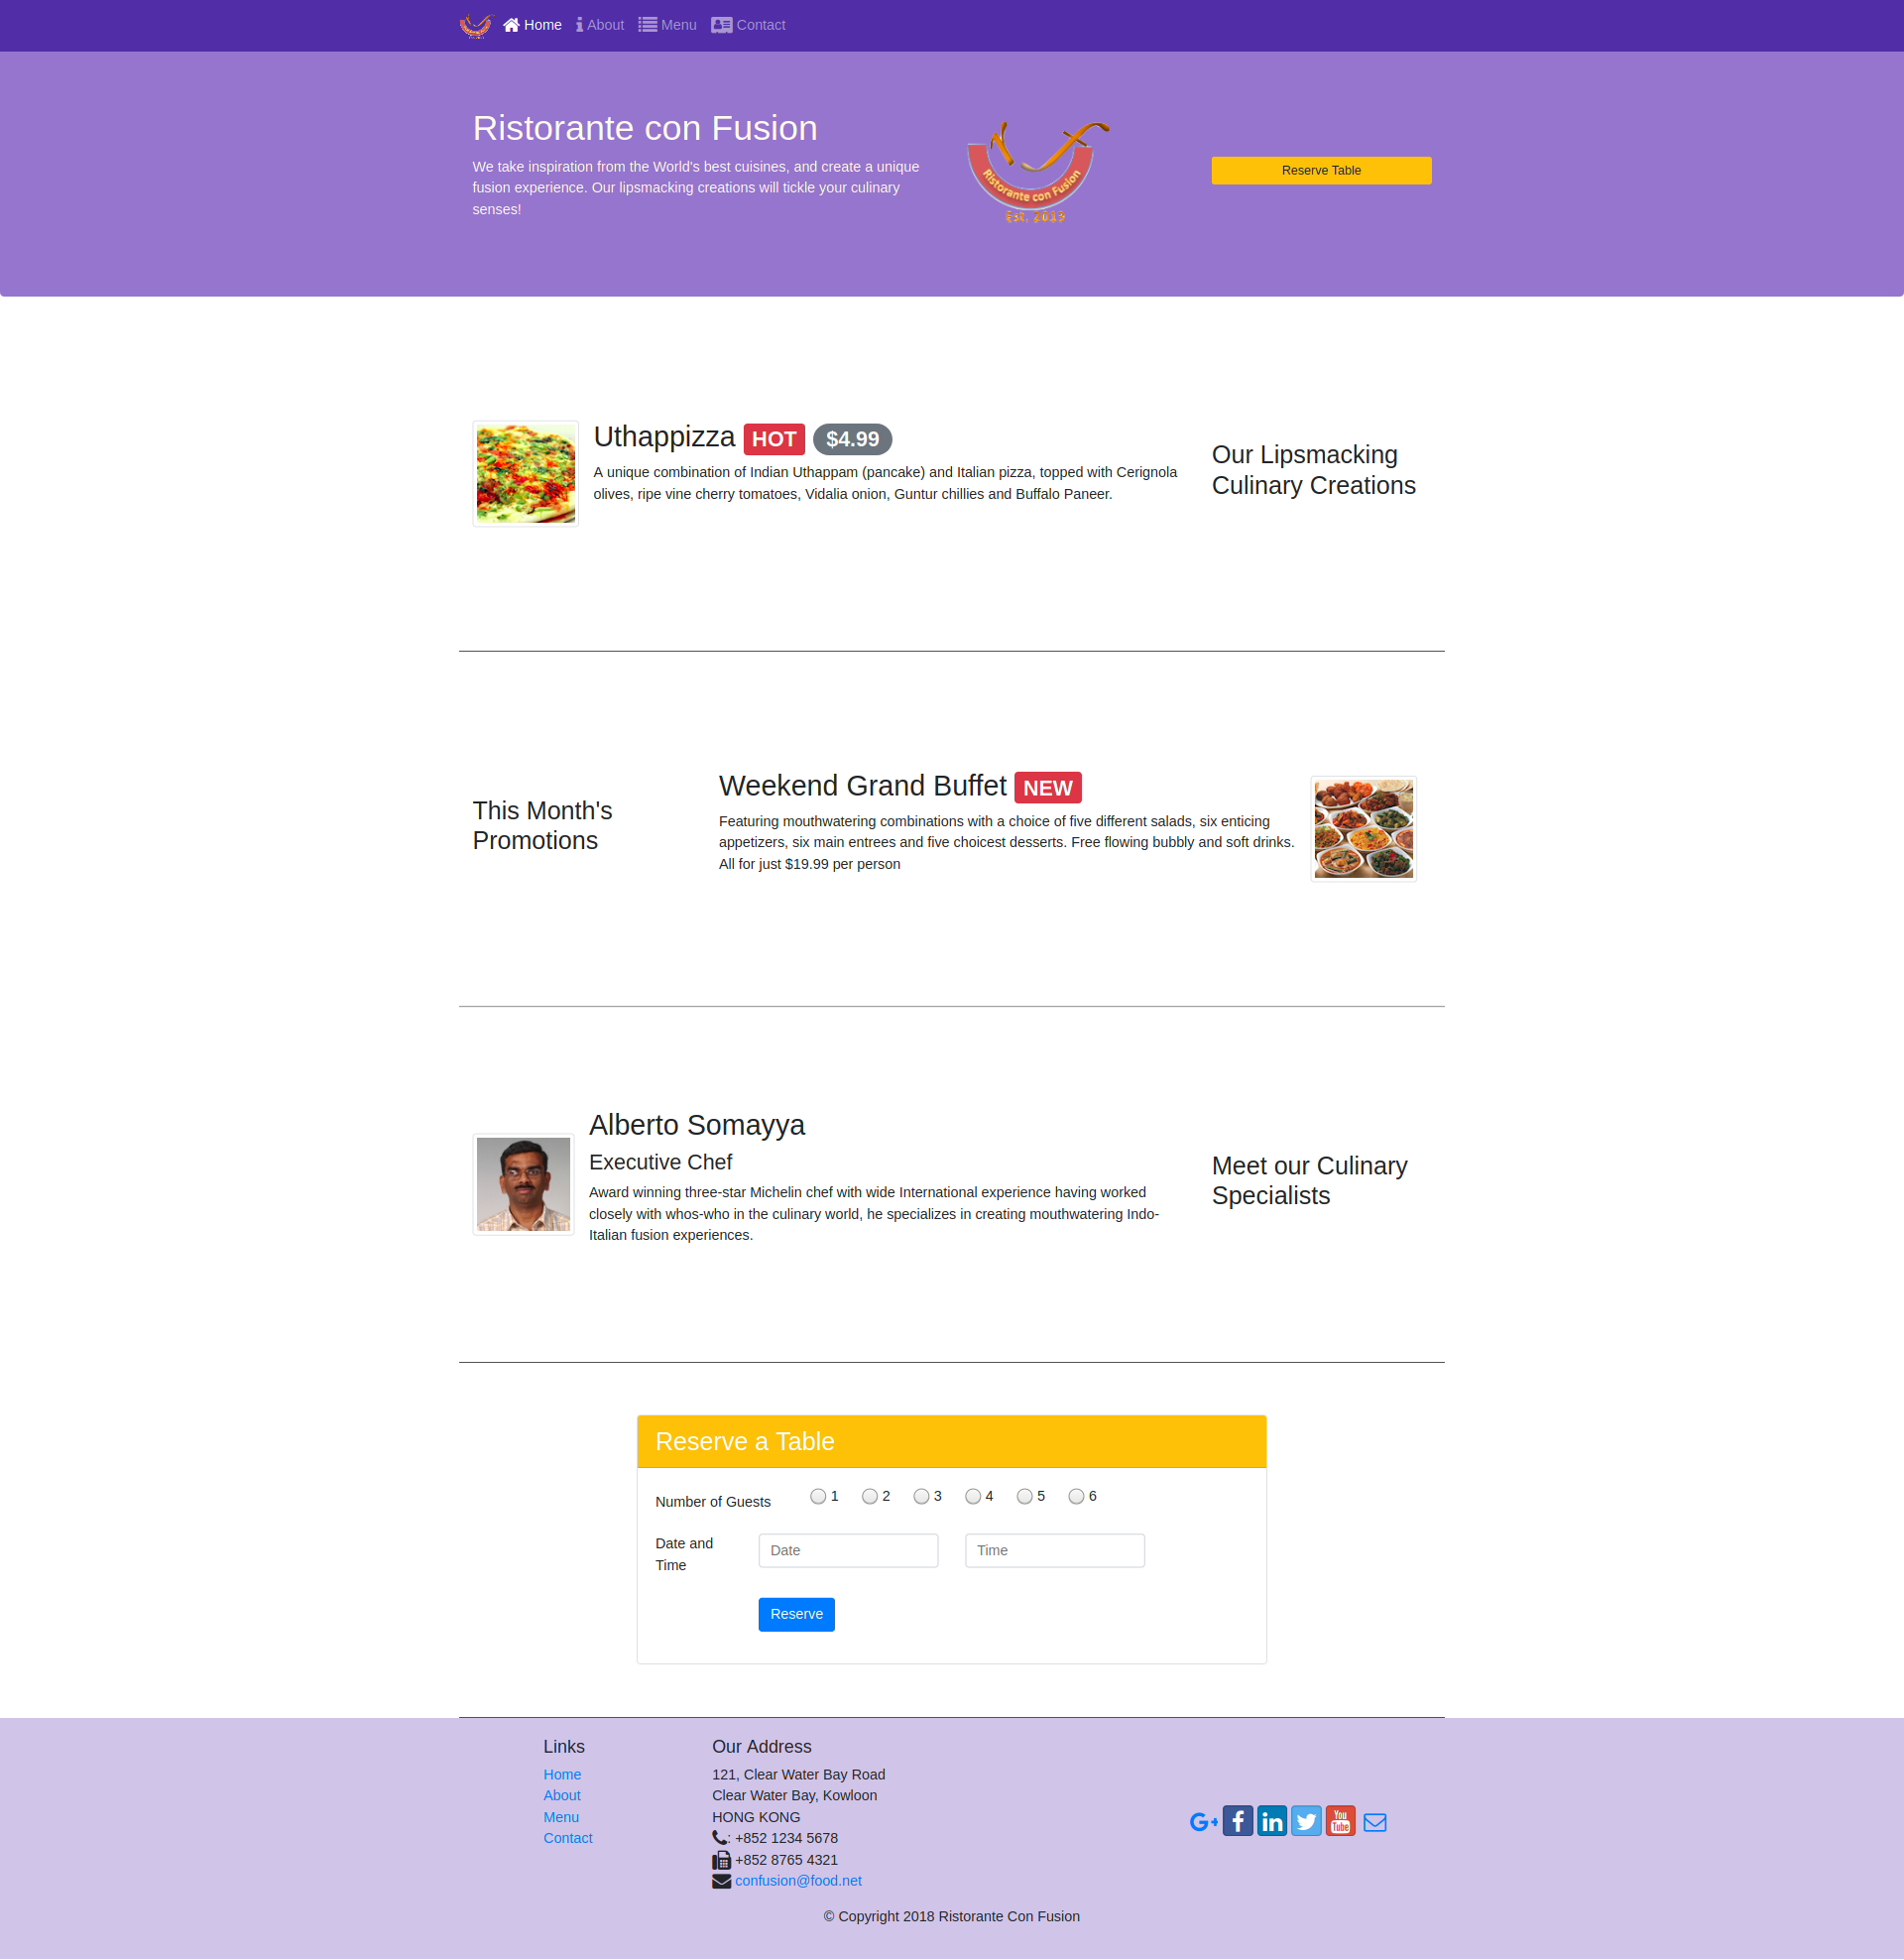 Home
About
Menu
Contact
Ristorante con Fusion
We take inspiration from the World's best cuisines, and create a unique
fusion experience. Our lipsmacking creations will tickle your culinary
senses!
Ristorante con Fusion
Est. 2013
Reserve Table
Uthappizza HOT $4.99
A unique combination of Indian Uthappam (pancake) and Italian pizza, topped with Cerignola
olives, ripe vine cherry tomatoes, Vidalia onion, Guntur chillies and Buffalo Paneer.
Our Lipsmacking
Culinary Creations
This Month's
Promotions
Weekend Grand Buffet NEW
Featuring mouthwatering combinations with a choice of five different salads, six enticing
appetizers, six main entrees and five choicest desserts. Free flowing bubbly and soft drinks.
All for just $19.99 per person
Alberto Somayya
Executive Chef
Award winning three-star Michelin chef with wide International experience having worked
closely with whos-who in the culinary world, he specializes in creating mouthwatering Indo-
Italian fusion experiences.
Meet our Culinary
Specialists
Reserve a Table
Number of Guests 1 2 3 4 5 6
Date and
Time
Date
Time
Reserve
Links
Home
About
Menu
Contact
Our Address
121, Clear Water Bay Road
Clear Water Bay, Kowloon
HONG KONG
: +852 1234 5678
+852 8765 4321
confusion@food.net
G+ f in You Tube
© Copyright 2018 Ristorante Con Fusion